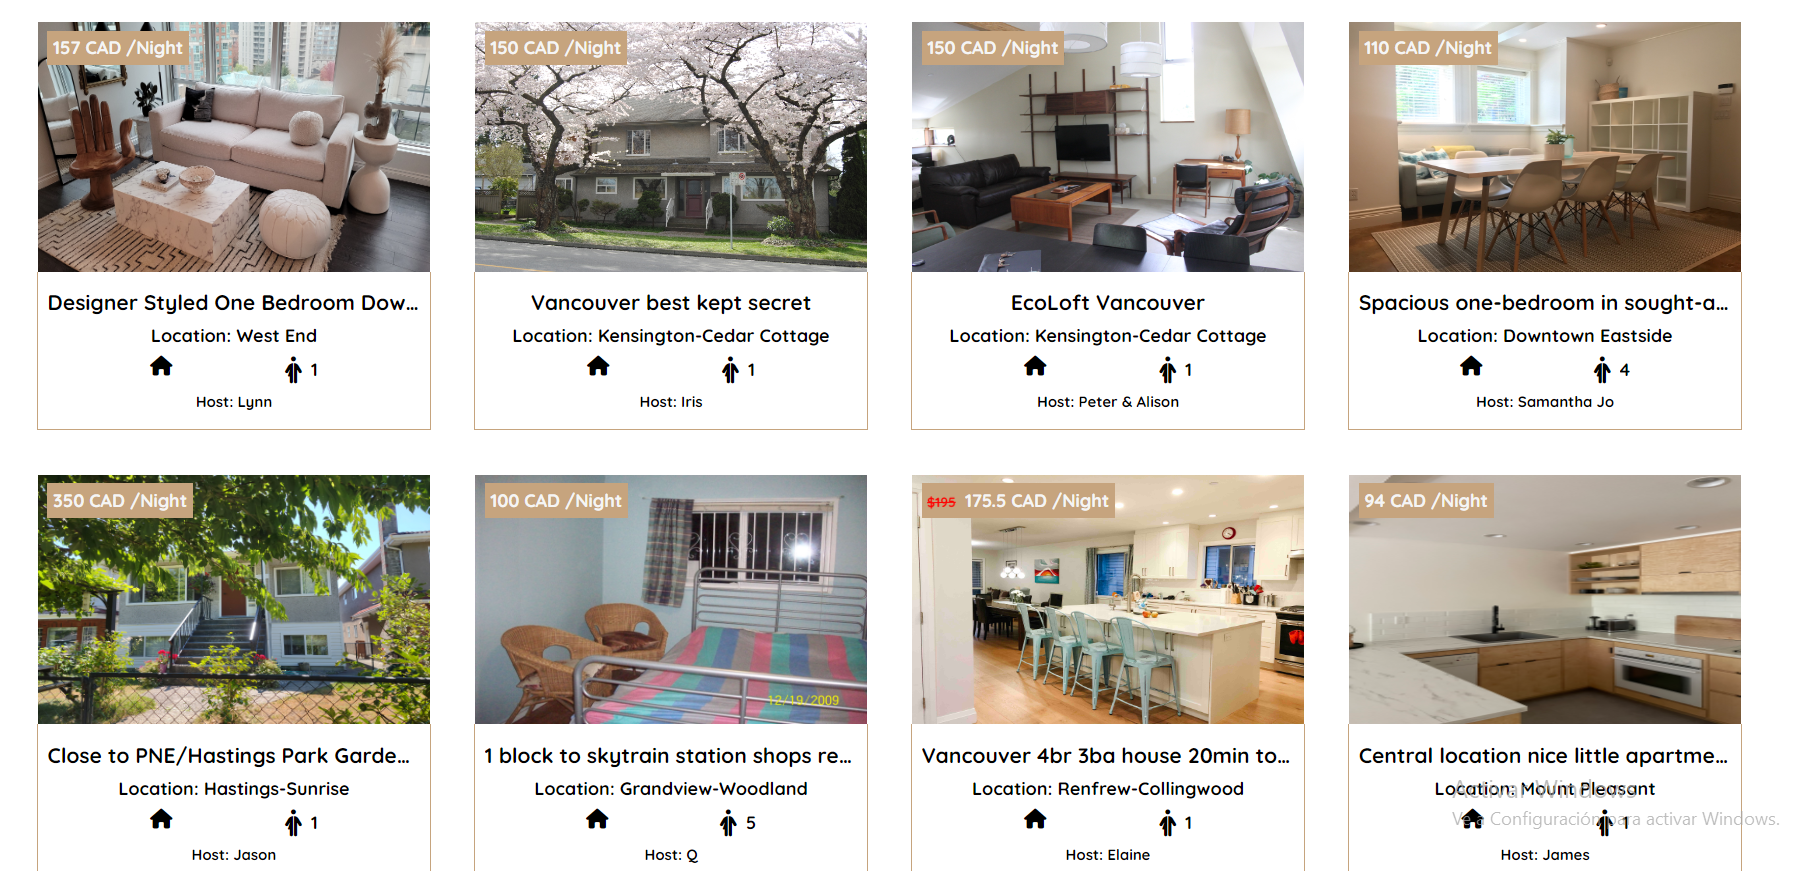 157 CAD /Night
Designer Styled One Bedroom Dow...
Location: West End
1
Host: Lynn
150 CAD /Night
Vancouver best kept secret
Location: Kensington-Cedar Cottage
1
Host: Iris
150 CAD /Night
EcoLoft Vancouver
Location: Kensington-Cedar Cottage
1
Host: Peter & Alison
110 CAD /Night
Spacious one-bedroom in sought-a...
Location: Downtown Eastside
4
Host: Samantha Jo
350 CAD /Night
Close to PNE/Hastings Park Garde...
Location: Hastings-Sunrise
1
Host: Jason
100 CAD /Night
12/19/2009
1 block to skytrain station shops re...
Location: Grandview-Woodland
5
Host: Q
$195 175.5 CAD /Night
Vancouver 4br 3ba house 20min to...
Location: Renfrew-Collingwood
1
Host: Elaine
94 CAD /Night
Central location nice little apartme...
Location: Mount Pleasant
1
Host: James
Activar Windows
Ve a Configuración para activar Windows.